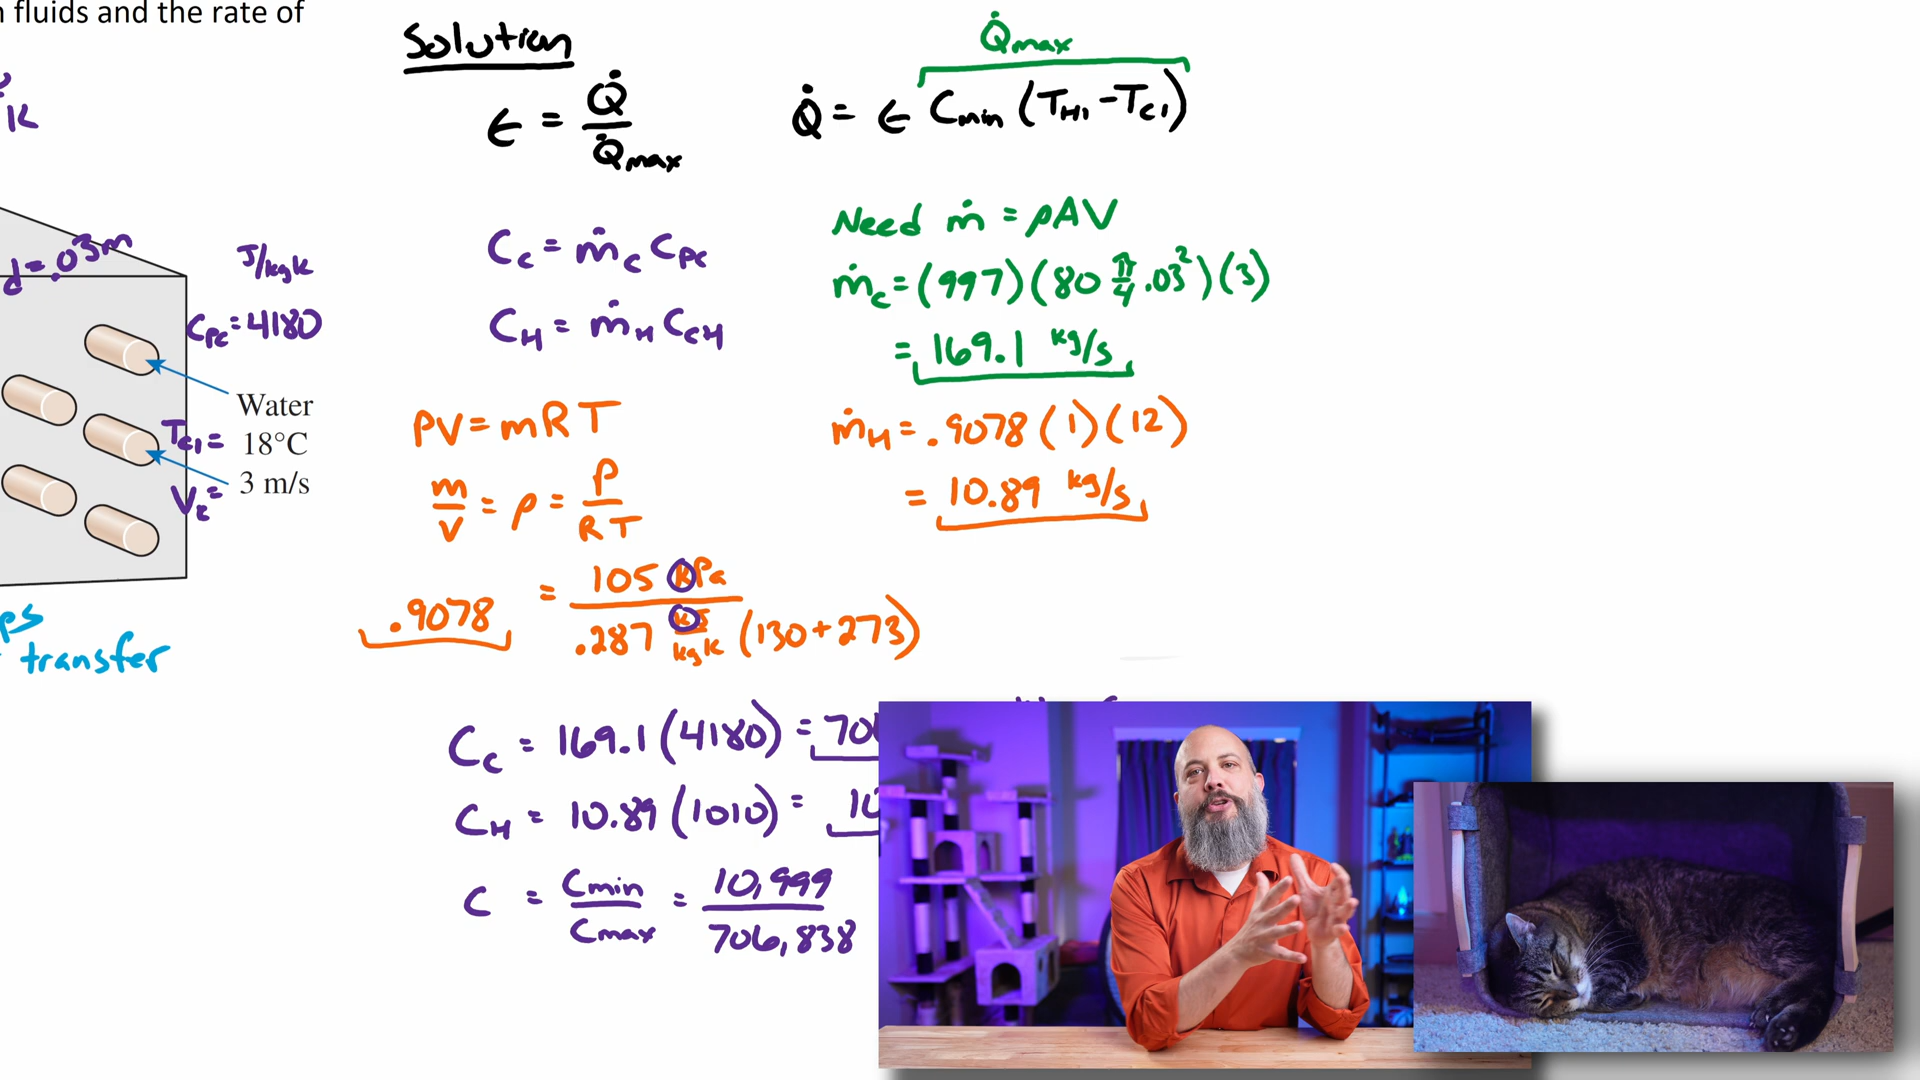 n fluids and the rate of
K
d=.03m
J/kgK
Cpc=4180
Water
Tc1= 18°C
3 m/s
ps
transfer
Solution
ϵ = Q̇/Q̇max
Q̇max
Q̇ = ϵ Cmin (TH1-TC1)
Cc = ṁc Cpc
CH = ṁH CcH
Need ṁ = ρAV
ṁc=(997)(80 π/4 .03²)(3)
= 169.1 kg/s
PV=mRT
m/V = ρ = P/RT
= 105 kPa / .287 kJ/kgK (130+273)
.9078
ṁH=.9078(1)(12)
= 10.89 kg/s
Cc = 169.1(4180) = 70
CH = 10.89(1010) = 10
C = Cmin/Cmax = 10,999/706,838